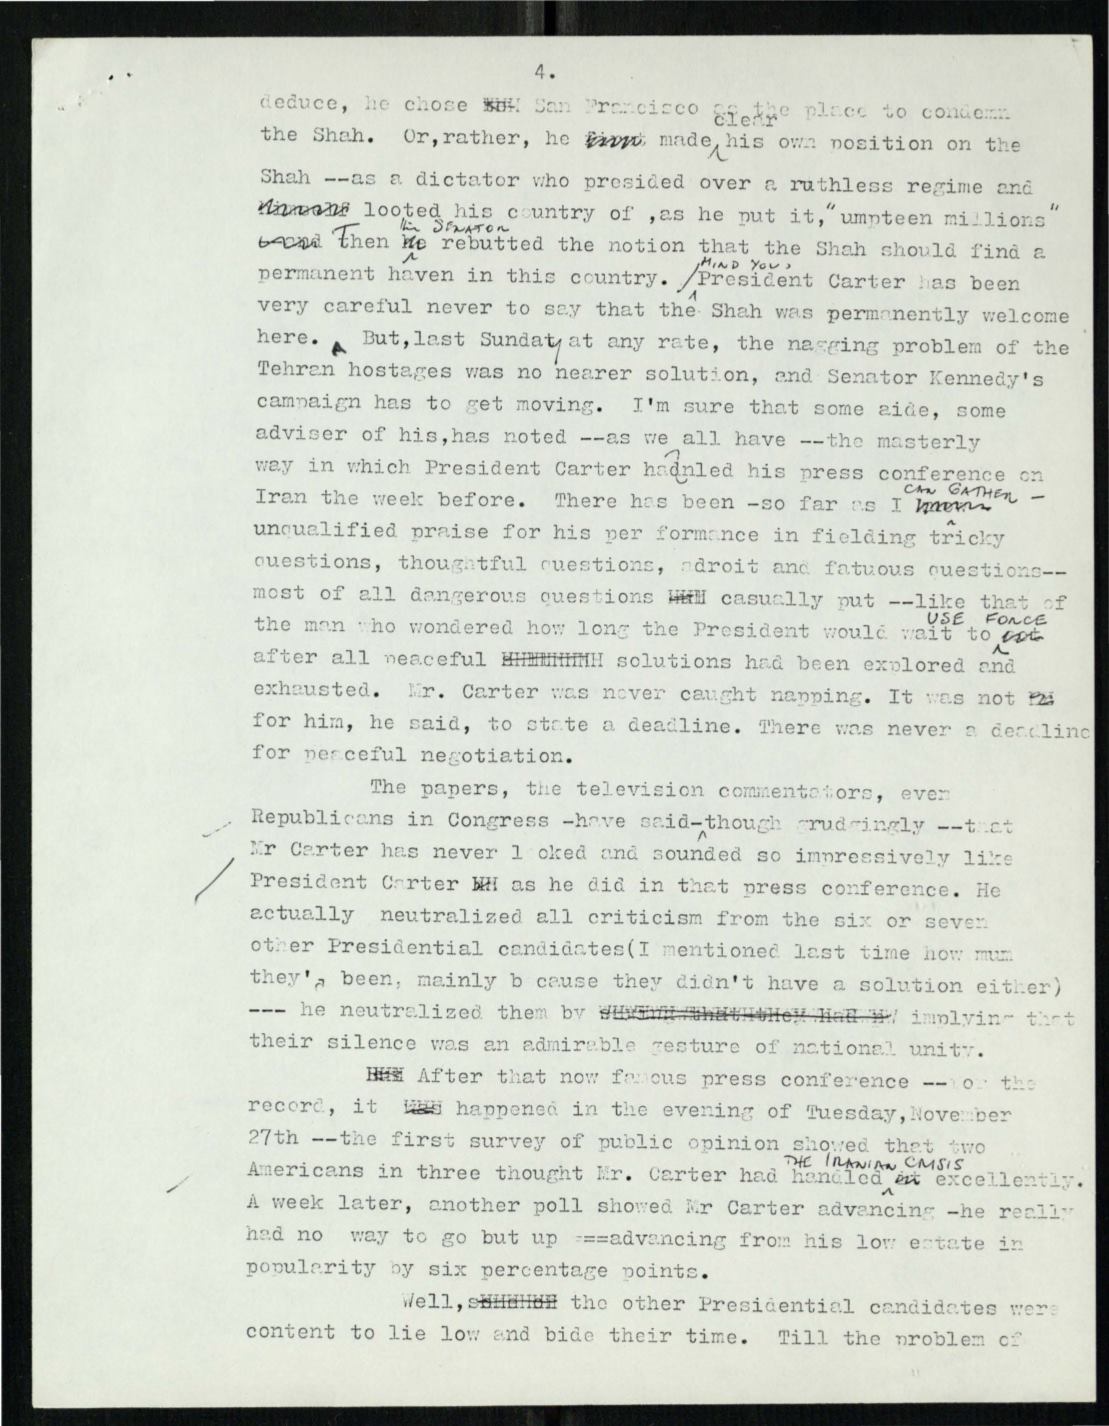 4.
deduce, he chose San Francisco as the place to condemn
clear
the Shah. Or,rather, he made his own position on the
Shah --as a dictator who presided over a ruthless regime and
looted his country of ,as he put it,"umpteen millions"
THE SENATOR
Then rebutted the notion that the Shah should find a
permanent haven in this country. MIND YOU, President Carter has been
very careful never to say that the Shah was permanently welcome
here. But,last Sunday at any rate, the nagging problem of the
Tehran hostages was no nearer solution, and Senator Kennedy's
campaign has to get moving. I'm sure that some aide, some
adviser of his,has noted --as we all have --the masterly
way in which President Carter hadnled his press conference on
Iran the week before. There has been -so far as I CAN GATHER -
unqualified praise for his per formance in fielding tricky
questions, thoughtful questions, adroit and fatuous questions--
most of all dangerous questions casually put --like that of
the man who wondered how long the President would wait to USE FORCE
after all peaceful solutions had been explored and
exhausted. Mr. Carter was never caught napping. It was not
for him, he said, to state a deadline. There was never a deadline
for peaceful negotiation.
The papers, the television commentators, even
Republicans in Congress -have said-though grudgingly --that
Mr Carter has never l oked and sounded so impressively like
President Carter as he did in that press conference. He
actually neutralized all criticism from the six or seven
other Presidential candidates(I mentioned last time how mum
they' been, mainly b cause they didn't have a solution either)
--- he neutralized them by implying that
their silence was an admirable gesture of national unity.
After that now famous press conference -- for the
record, it happened in the evening of Tuesday,November
27th --the first survey of public opinion showed that two
Americans in three thought Mr. Carter had handled THE IRANIAN CRISIS excellently.
A week later, another poll showed Mr Carter advancing -he really
had no way to go but up -==advancing from his low estate in
popularity by six percentage points.
Well, the other Presidential candidates were
content to lie low and bide their time. Till the problem of